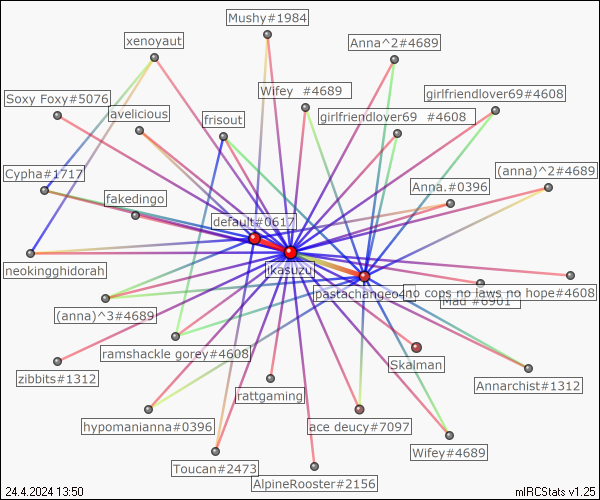 Mushy#1984
xenoyaut
Anna^2#4689
Wifey #4689
girlfriendlover69#4608
Soxy Foxy#5076
avelicious
frisout
girlfriendlover69 #4608
Cypha#1717
(anna)^2#4689
Anna.#0396
fakedingo
default#0617
neokingghidorah
ikasuzu
pastachangeo4
no cops no laws no hope#4608
(anna)^3#4689
ramshackle gorey#4608
Skalman
zibbits#1312
Annarchist#1312
rattgaming
hypomanianna#0396
ace deucy#7097
Wifey#4689
Toucan#2473
AlpineRooster#2156
24.4.2024 13:50
mIRCStats v1.25